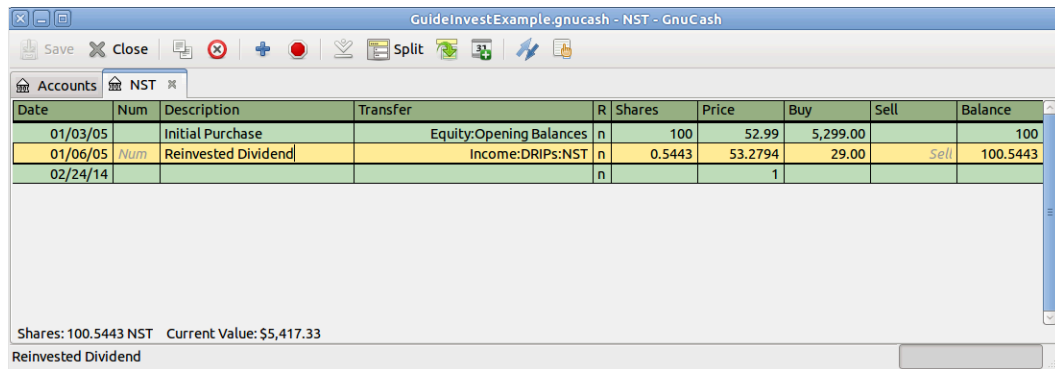 GuideInvestExample.gnucash - NST - GnuCash
Save Close Split
Accounts NST
Date Num Description Transfer R Shares Price Buy Sell Balance
01/03/05 Initial Purchase Equity:Opening Balances n 100 52.99 5,299.00 100
01/06/05 Num Reinvested Dividend Income:DRIPs:NST n 0.5443 53.2794 29.00 Sell 100.5443
02/24/14 n 1
Shares: 100.5443 NST Current Value: $5,417.33
Reinvested Dividend